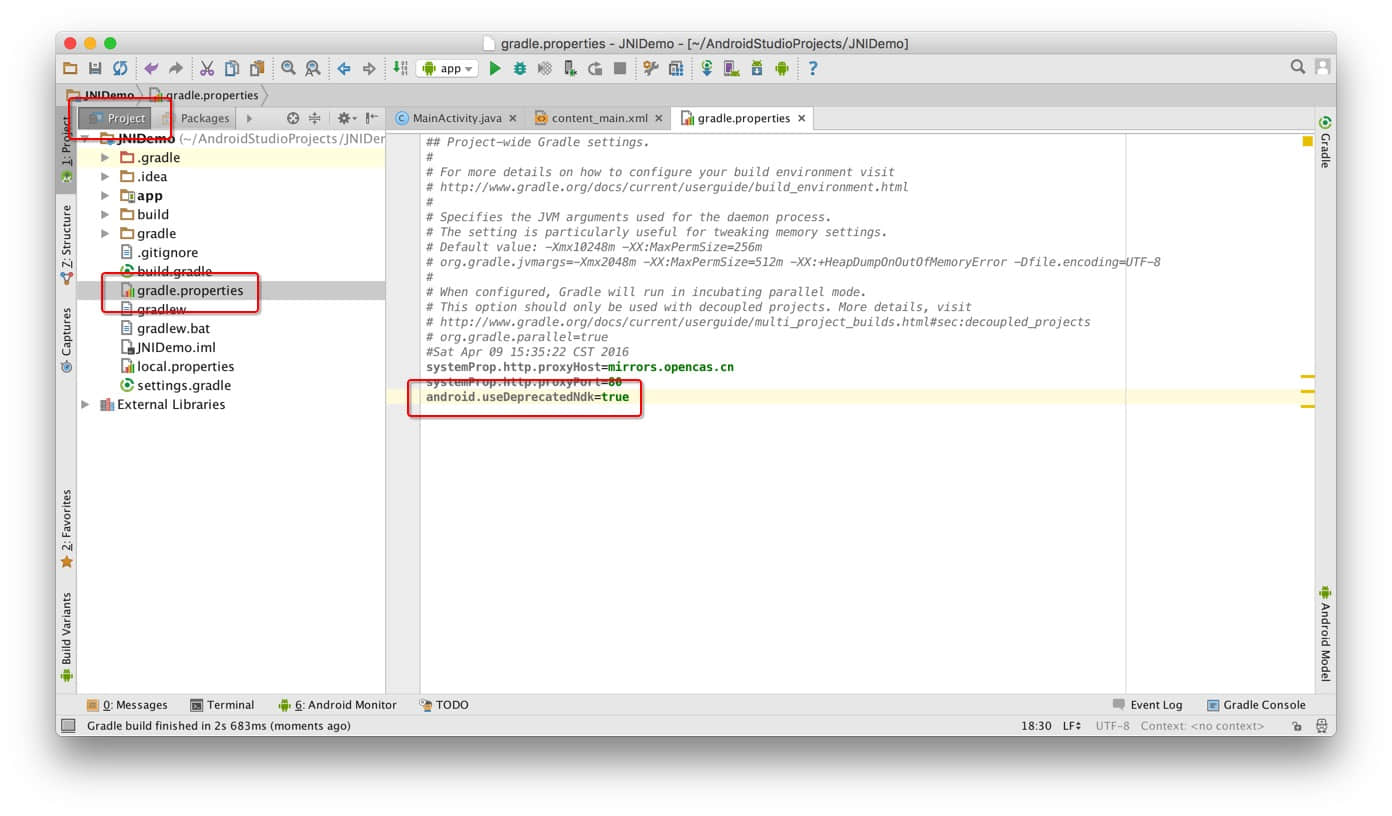 gradle.properties - JNIDemo - [~/AndroidStudioProjects/JNIDemo]
app
?
JNIDemo
gradle.properties
Project
Packages
MainActivity.java
content_main.xml
gradle.properties
1: Project
Z: Structure
Captures
2: Favorites
Build Variants
JNIDemo (~/AndroidStudioProjects/JNIDer
.gradle
.idea
app
build
gradle
.gitignore
build.gradle
gradle.properties
gradlew
gradlew.bat
JNIDemo.iml
local.properties
settings.gradle
External Libraries
## Project-wide Gradle settings.
#
# For more details on how to configure your build environment visit
# http://www.gradle.org/docs/current/userguide/build_environment.html
#
# Specifies the JVM arguments used for the daemon process.
# The setting is particularly useful for tweaking memory settings.
# Default value: -Xmx10248m -XX:MaxPermSize=256m
# org.gradle.jvmargs=-Xmx2048m -XX:MaxPermSize=512m -XX:+HeapDumpOnOutOfMemoryError -Dfile.encoding=UTF-8
#
# When configured, Gradle will run in incubating parallel mode.
# This option should only be used with decoupled projects. More details, visit
# http://www.gradle.org/docs/current/userguide/multi_project_builds.html#sec:decoupled_projects
# org.gradle.parallel=true
#Sat Apr 09 15:35:22 CST 2016
systemProp.http.proxyHost=mirrors.opencas.cn
systemProp.http.proxyPort=80
android.useDeprecatedNdk=true
Gradle
Android Model
0: Messages
Terminal
6: Android Monitor
TODO
Event Log
Gradle Console
Gradle build finished in 2s 683ms (moments ago)
18:30
LF
UTF-8
Context: <no context>